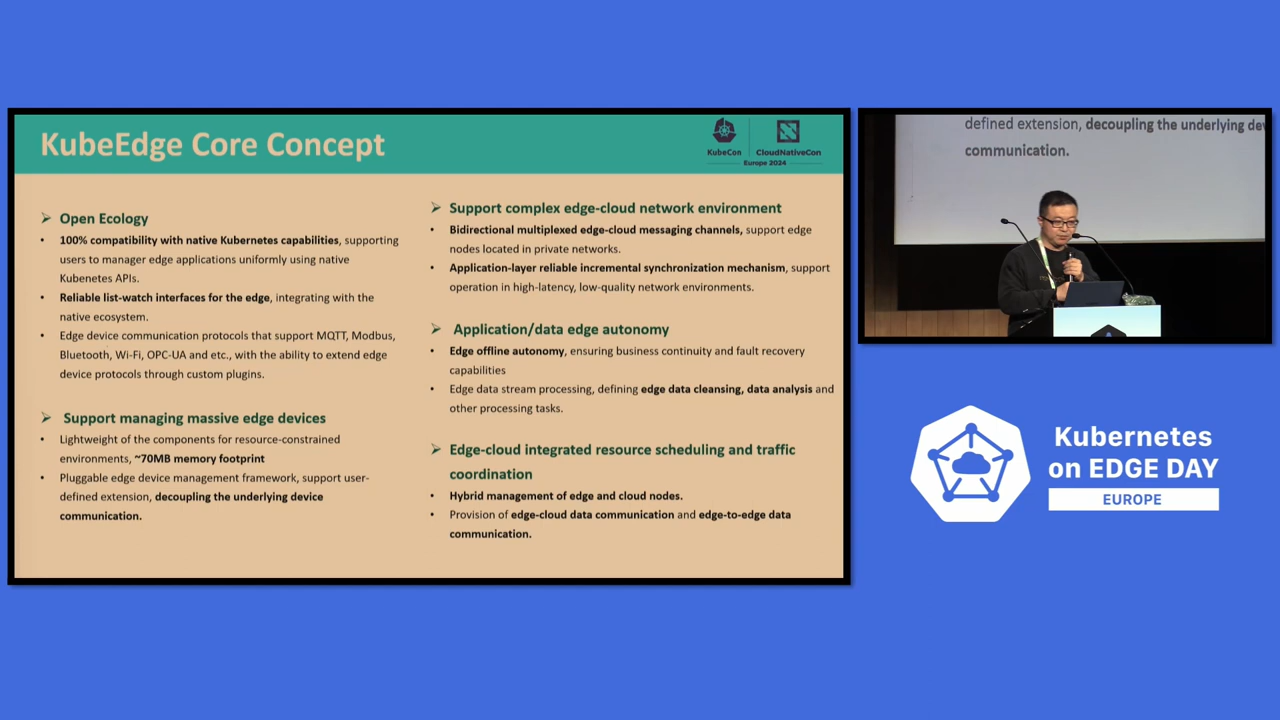 KubeEdge Core Concept
KubeCon
CloudNativeCon
Europe 2024
Open Ecology
• 100% compatibility with native Kubernetes capabilities, supporting
users to manager edge applications uniformly using native
Kubenetes APIs.
• Reliable list-watch interfaces for the edge, integrating with the
native ecosystem.
• Edge device communication protocols that support MQTT, Modbus,
Bluetooth, Wi-Fi, OPC-UA and etc., with the ability to extend edge
device protocols through custom plugins.
Support managing massive edge devices
• Lightweight of the components for resource-constrained
environments, ~70MB memory footprint
• Pluggable edge device management framework, support user-
defined extension, decoupling the underlying device
communication.
Support complex edge-cloud network environment
• Bidirectional multiplexed edge-cloud messaging channels, support edge
nodes located in private networks.
• Application-layer reliable incremental synchronization mechanism, support
operation in high-latency, low-quality network environments.
Application/data edge autonomy
• Edge offline autonomy, ensuring business continuity and fault recovery
capabilities
• Edge data stream processing, defining edge data cleansing, data analysis and
other processing tasks.
Edge-cloud integrated resource scheduling and traffic
coordination
• Hybrid management of edge and cloud nodes.
• Provision of edge-cloud data communication and edge-to-edge data
communication.
defined extension, decoupling the underlying dev
communication.
Kubernetes
on EDGE DAY
EUROPE